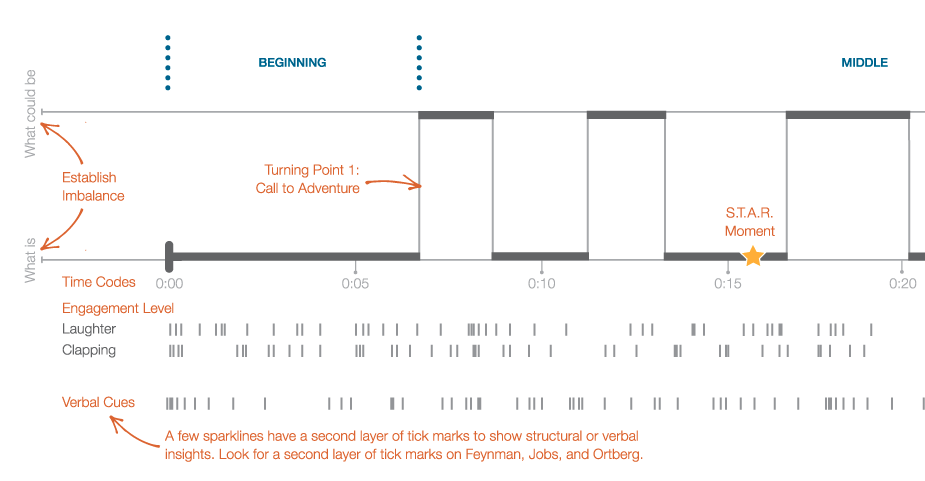 BEGINNING
MIDDLE
What could be
Turning Point 1:
Call to Adventure
Establish
Imbalance
S.T.A.R.
Moment
What is
Time Codes
0:00
0:05
0:10
0:15
0:20
Engagement Level
Laughter
Clapping
Verbal Cues
A few sparklines have a second layer of tick marks to show structural or verbal
insights. Look for a second layer of tick marks on Feynman, Jobs, and Ortberg.